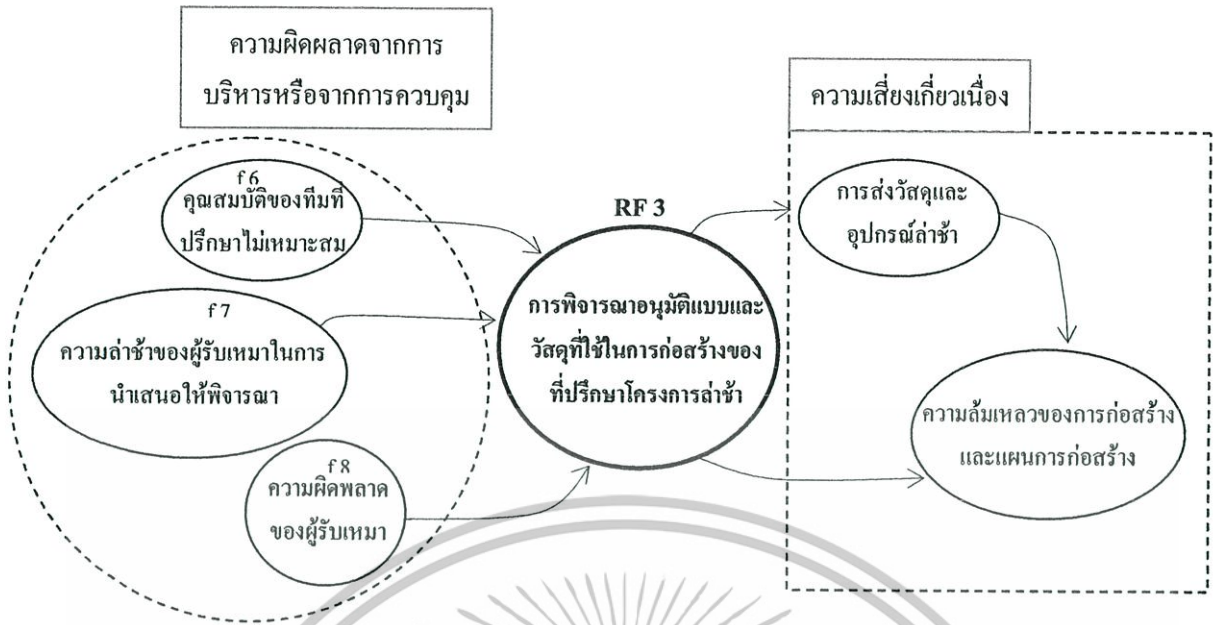 ความผิดผลาดจากการ
บริหารหรือจากการควบคุม
f6
คุณสมบัติของทีมที่
ปรึกษาไม่เหมาะสม
f7
ความล่าช้าของผู้รับเหมาในการ
นำเสนอให้พิจารณา
f8
ความผิดพลาด
ของผู้รับเหมา
RF 3
การพิจารณาอนุมัติแบบและ
วัสดุที่ใช้ในการก่อสร้างของ
ที่ปรึกษาโครงการล่าช้า
ความเสี่ยงเกี่ยวเนื่อง
การส่งวัสดุและ
อุปกรณ์ล่าช้า
ความล้มเหลวของการก่อสร้าง
และแผนการก่อสร้าง